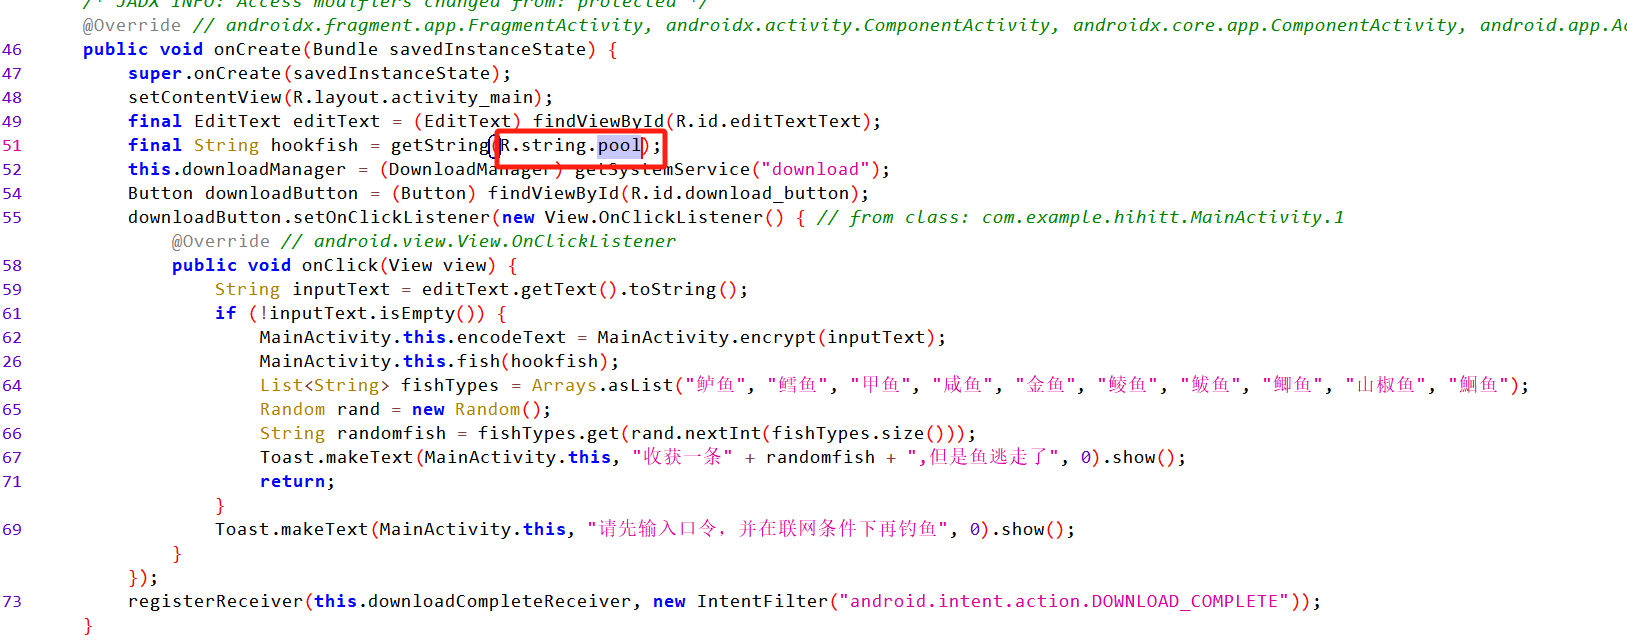 /* JADX INFO: Access modifiers changed from: protected */
@Override // androidx.fragment.app.FragmentActivity, androidx.activity.ComponentActivity, androidx.core.app.ComponentActivity, android.app.Ac
46 public void onCreate(Bundle savedInstanceState) {
47 super.onCreate(savedInstanceState);
48 setContentView(R.layout.activity_main);
49 final EditText editText = (EditText) findViewById(R.id.editTextText);
51 final String hookfish = getString(R.string.pool);
52 this.downloadManager = (DownloadManager) getSystemService("download");
54 Button downloadButton = (Button) findViewById(R.id.download_button);
55 downloadButton.setOnClickListener(new View.OnClickListener() { // from class: com.example.hihitt.MainActivity.1
@Override // android.view.View.OnClickListener
58 public void onClick(View view) {
59 String inputText = editText.getText().toString();
61 if (!inputText.isEmpty()) {
62 MainActivity.this.encodeText = MainActivity.encrypt(inputText);
26 MainActivity.this.fish(hookfish);
64 List<String> fishTypes = Arrays.asList("鲈鱼", "鳕鱼", "甲鱼", "咸鱼", "金鱼", "鲮鱼", "鲅鱼", "鲫鱼", "山椒鱼", "鮰鱼");
65 Random rand = new Random();
66 String randomfish = fishTypes.get(rand.nextInt(fishTypes.size()));
67 Toast.makeText(MainActivity.this, "收获一条" + randomfish + ",但是鱼逃走了", 0).show();
71 return;
}
69 Toast.makeText(MainActivity.this, "请先输入口令，并在联网条件下再钓鱼", 0).show();
}
});
73 registerReceiver(this.downloadCompleteReceiver, new IntentFilter("android.intent.action.DOWNLOAD_COMPLETE"));
}